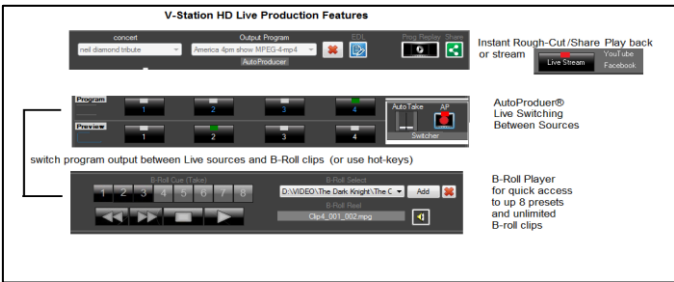 V-Station HD Live Production Features
concert
Output Program
EDL
Prog Replay
Share
neil diamond tribute
America 4pm show MPEG-4-mp4
AutoProducer
Instant Rough-Cut/Share Play back
or stream
Live Stream
YouTube
Facebook
Program
1
2
3
4
Preview
1
2
3
4
AutoTake
AP
Switcher
AutoProduer®
Live Switching
Between Sources
switch program output between Live sources and B-Roll clips (or use hot-keys)
B-Roll Cue (Take)
1 2 3 4 5 6 7 8
B-Roll Select
D:\VIDEO\The Dark Knight\The C
Add
B-Roll Reel
Clip4_001_002.mpg
B-Roll Player
for quick access
to up 8 presets
and unlimited
B-roll clips